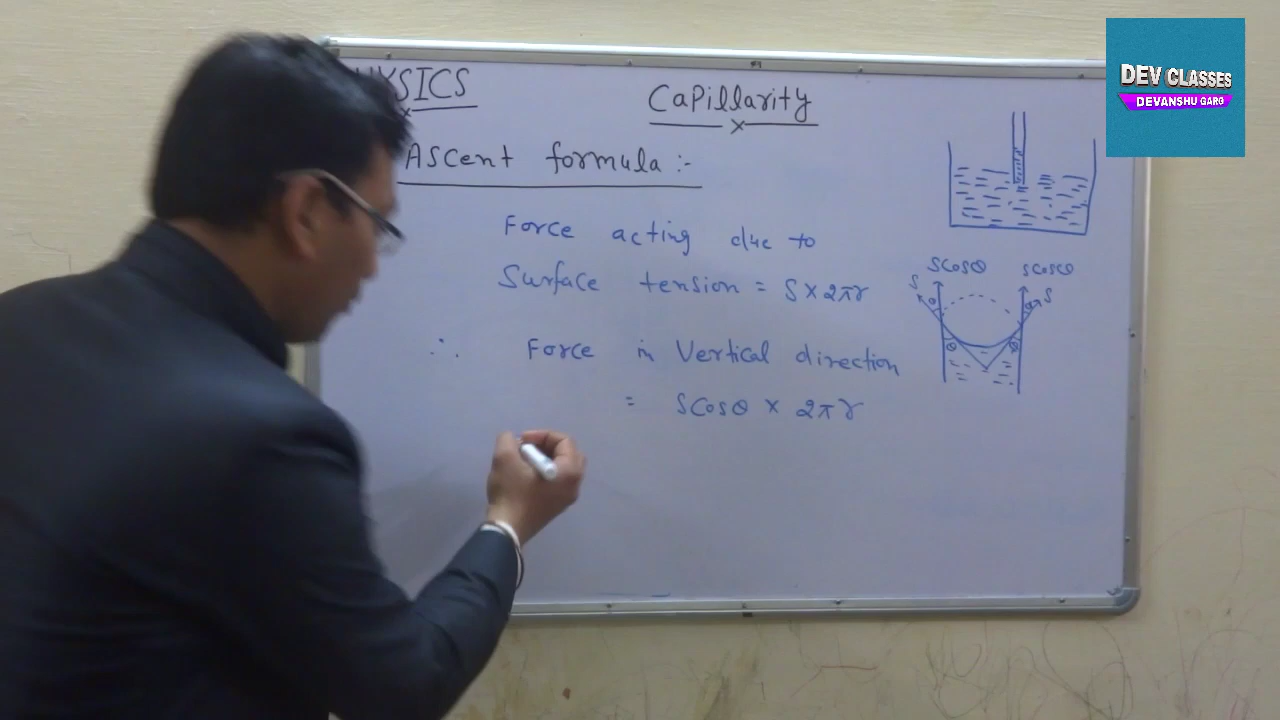 DEV CLASSES
DEVANSHU GARG
PHYSICS
Capillarity
Ascent formula :-
Force acting due to
Surface tension = S × 2πr
∴ Force in Vertical direction
= Scosθ × 2πr
Scosθ Scosθ
S S
θ θ
θ θ